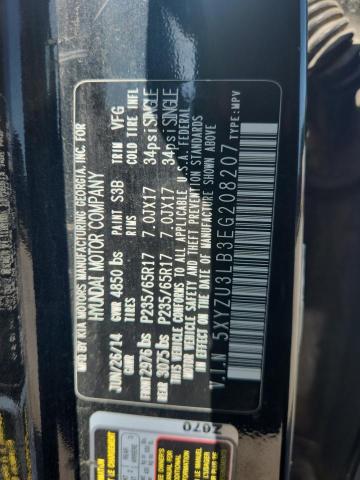 MFD BY KIA MOTORS MANUFACTURING GEORGIA, INC. FOR
HYUNDAI MOTOR COMPANY
JUN/26/14 GVWR 4850 lbs PAINT S3B TRIM VFG
GAWR TIRES RIMS COLD TIRE INFL
FRONT 2976 lbs P235/65R17 7.0JX17 34psi SINGLE
REAR 3075 lbs P235/65R17 7.0JX17 34psi SINGLE
THIS VEHICLE CONFORMS TO ALL APPLICABLE U.S.A. FEDERAL
MOTOR VEHICLE SAFETY AND THEFT PREVENTION STANDARDS
IN EFFECT ON THE DATE OF MANUFACTURE SHOWN ABOVE
V.I.N 5XYZU3LB3EG208207 TYPE: MPV
Z070